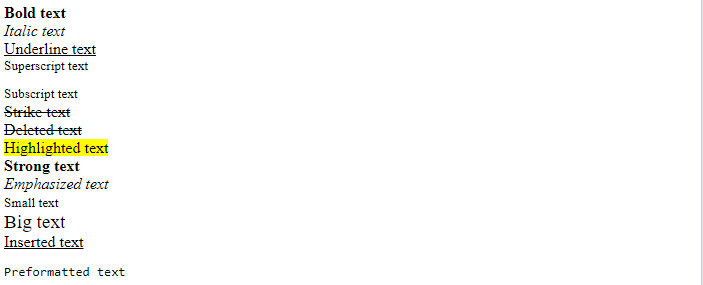 Bold text
Italic text
Underline text
Superscript text
Subscript text
Strike text
Deleted text
Highlighted text
Strong text
Emphasized text
Small text
Big text
Inserted text
Preformatted text